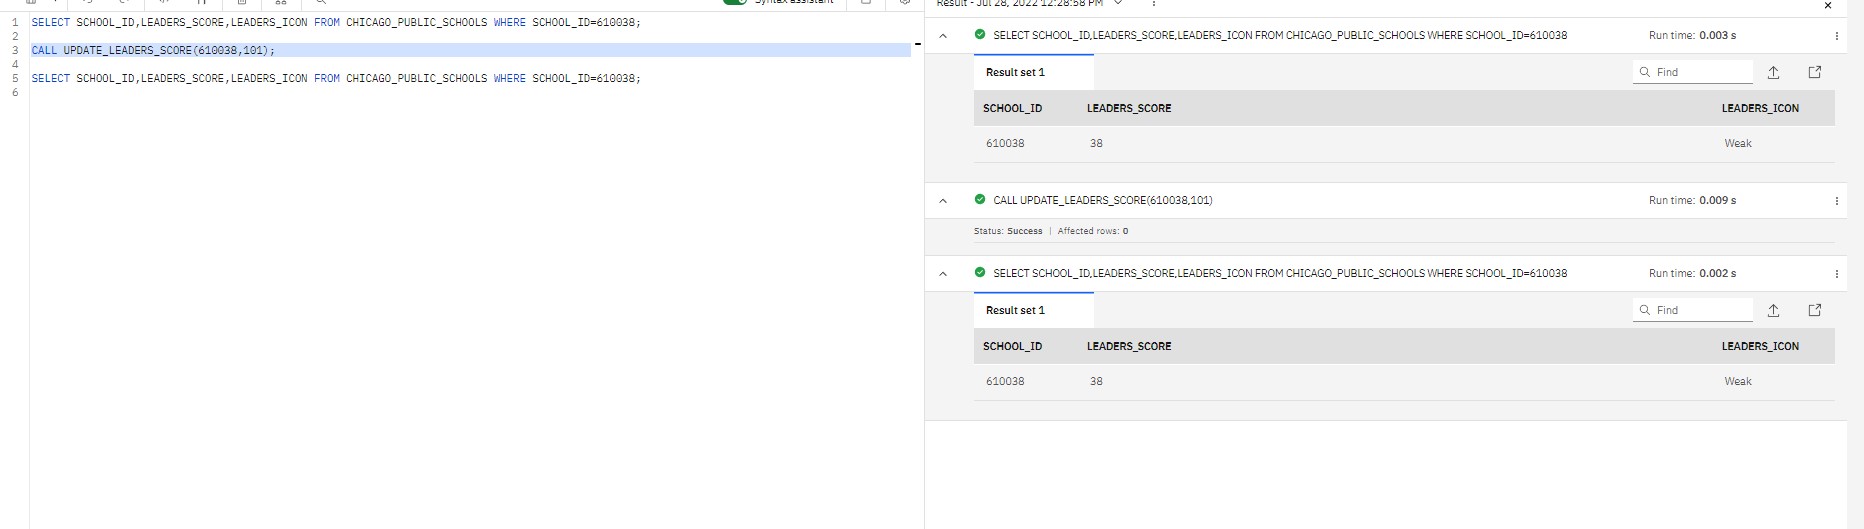 Syntax assistant
1 SELECT SCHOOL_ID,LEADERS_SCORE,LEADERS_ICON FROM CHICAGO_PUBLIC_SCHOOLS WHERE SCHOOL_ID=610038;
2
3 CALL UPDATE_LEADERS_SCORE(610038,101);
4
5 SELECT SCHOOL_ID,LEADERS_SCORE,LEADERS_ICON FROM CHICAGO_PUBLIC_SCHOOLS WHERE SCHOOL_ID=610038;
6
Result - Jul 28, 2022 12:28:58 PM
SELECT SCHOOL_ID,LEADERS_SCORE,LEADERS_ICON FROM CHICAGO_PUBLIC_SCHOOLS WHERE SCHOOL_ID=610038 Run time: 0.003 s
Result set 1 Find
SCHOOL_ID LEADERS_SCORE LEADERS_ICON
610038 38 Weak
CALL UPDATE_LEADERS_SCORE(610038,101) Run time: 0.009 s
Status: Success | Affected rows: 0
SELECT SCHOOL_ID,LEADERS_SCORE,LEADERS_ICON FROM CHICAGO_PUBLIC_SCHOOLS WHERE SCHOOL_ID=610038 Run time: 0.002 s
Result set 1 Find
SCHOOL_ID LEADERS_SCORE LEADERS_ICON
610038 38 Weak